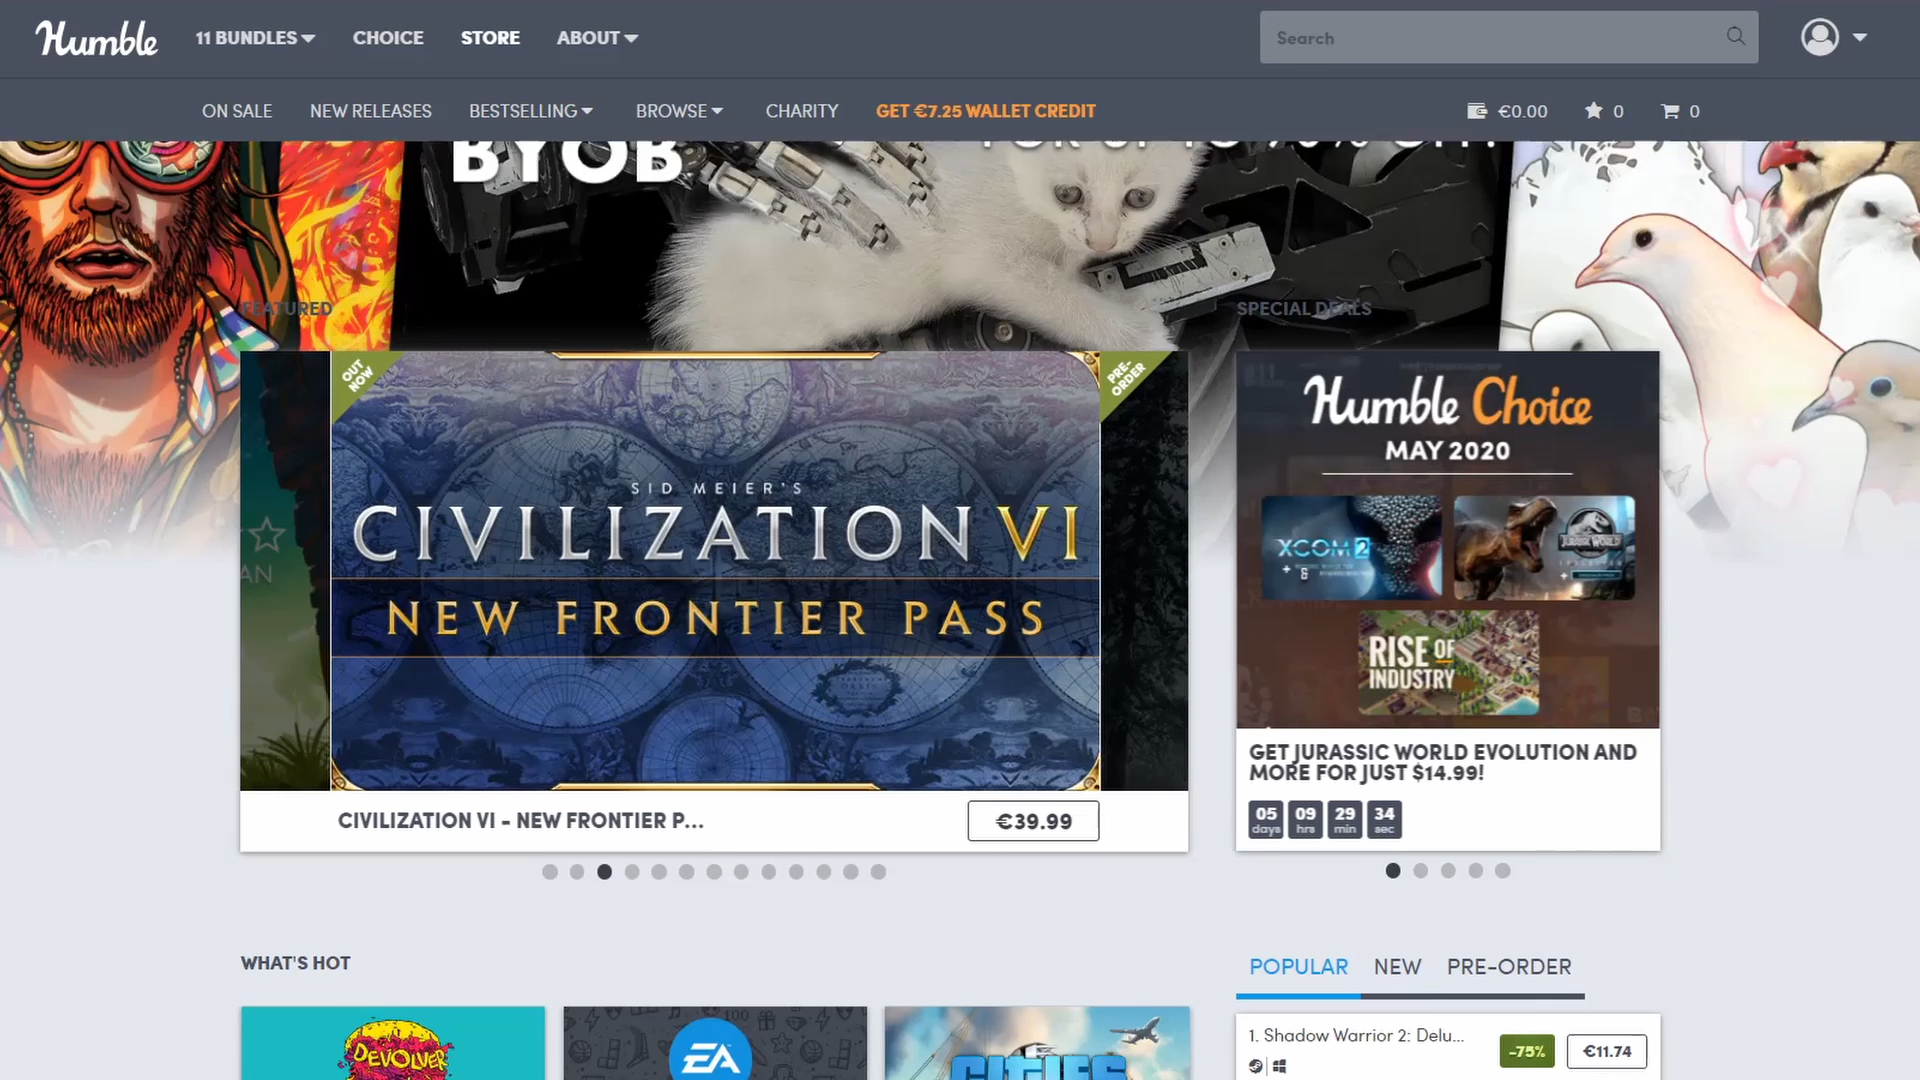 Humble
11 BUNDLES
CHOICE
STORE
ABOUT
Search
ON SALE
NEW RELEASES
BESTSELLING
BROWSE
CHARITY
GET €7.25 WALLET CREDIT
€0.00
0
0
BYOB
FEATURED
SPECIAL DEALS
OUT NOW
PRE-ORDER
SID MEIER'S
CIVILIZATION VI
NEW FRONTIER PASS
CIVILIZATION VI - NEW FRONTIER P...
€39.99
Humble Choice
MAY 2020
XCOM 2
JURASSIC WORLD
RISE OF
INDUSTRY
GET JURASSIC WORLD EVOLUTION AND
MORE FOR JUST $14.99!
05 09 29 34
days hrs min sec
WHAT'S HOT
POPULAR
NEW
PRE-ORDER
DEVOLVER
EA
CITIES
1. Shadow Warrior 2: Delu...
-75%
€11.74